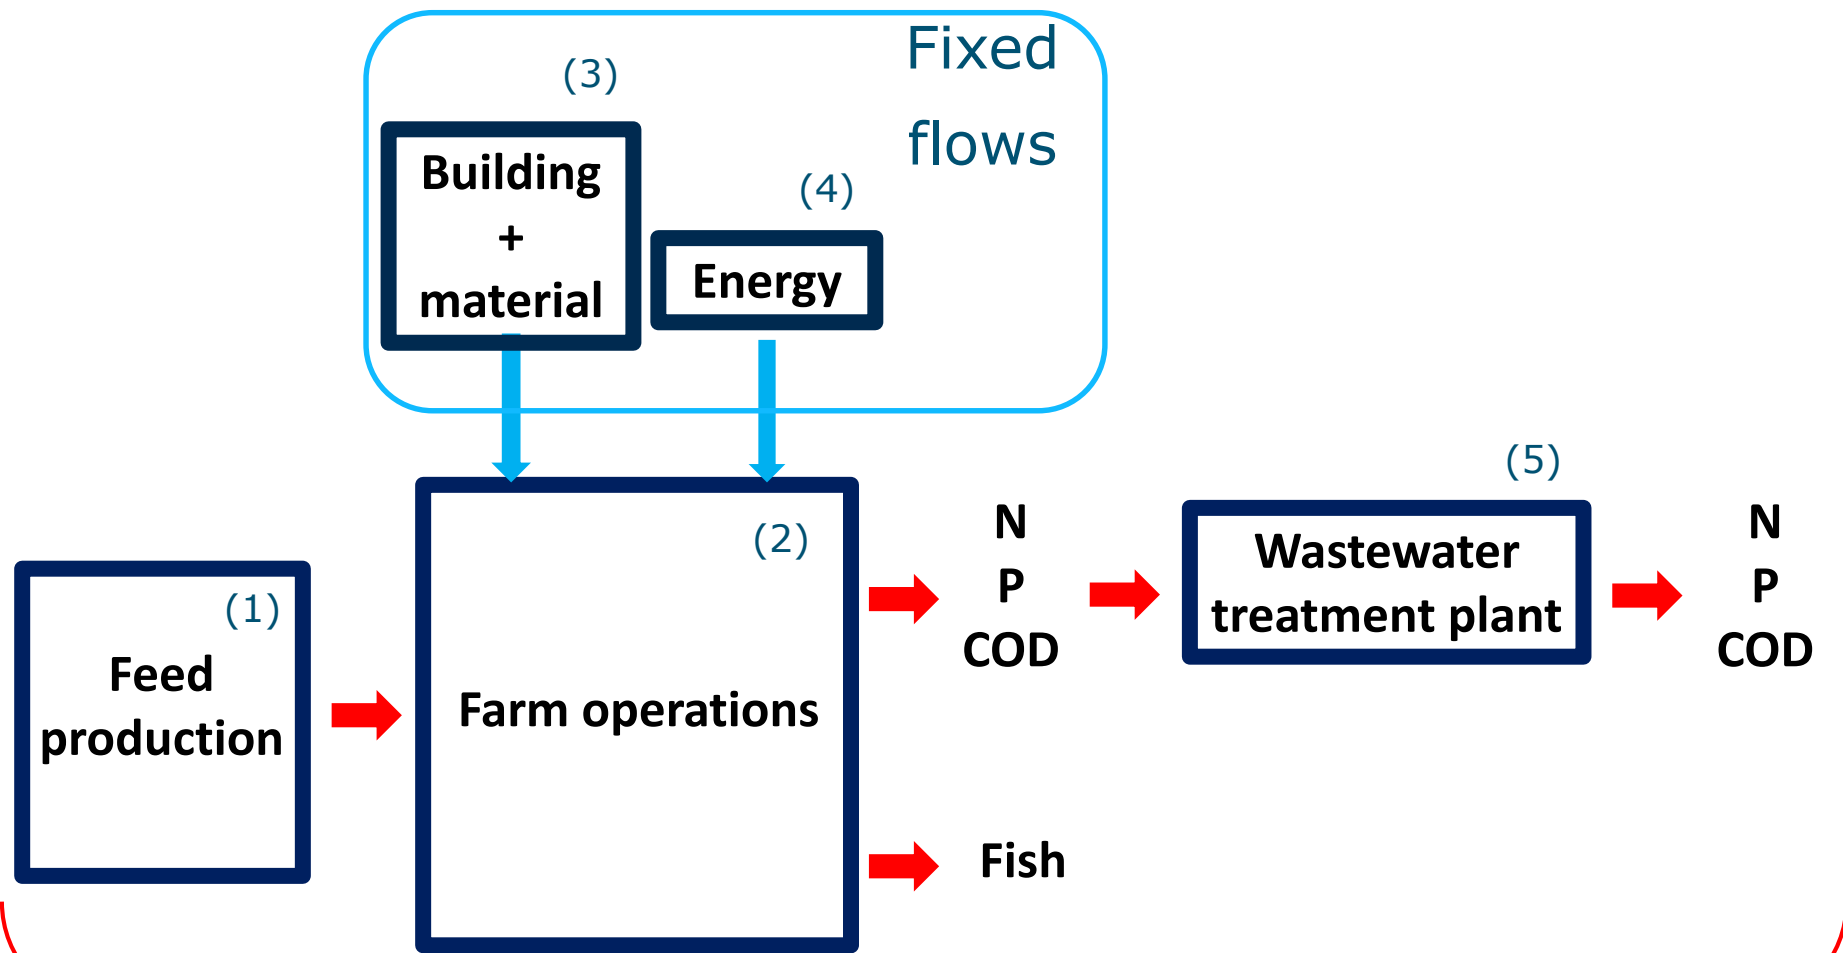 Fixed
flows
(3)
Building
+
material
(4)
Energy
(1)
Feed
production
(2)
Farm operations
N
P
COD
Fish
(5)
Wastewater
treatment plant
N
P
COD